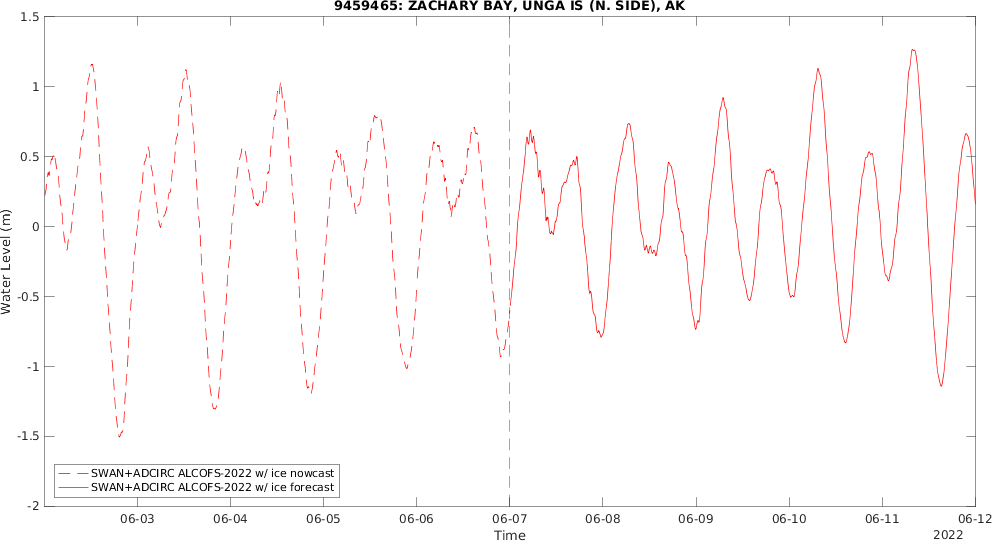 9459465: ZACHARY BAY, UNGA IS (N. SIDE), AK
1.5
1
0.5
0
-0.5
-1
-1.5
-2
Water Level (m)
SWAN+ADCIRC ALCOFS-2022 w/ ice nowcast
SWAN+ADCIRC ALCOFS-2022 w/ ice forecast
06-03 06-04 06-05 06-06 06-07 06-08 06-09 06-10 06-11 06-12
Time
2022